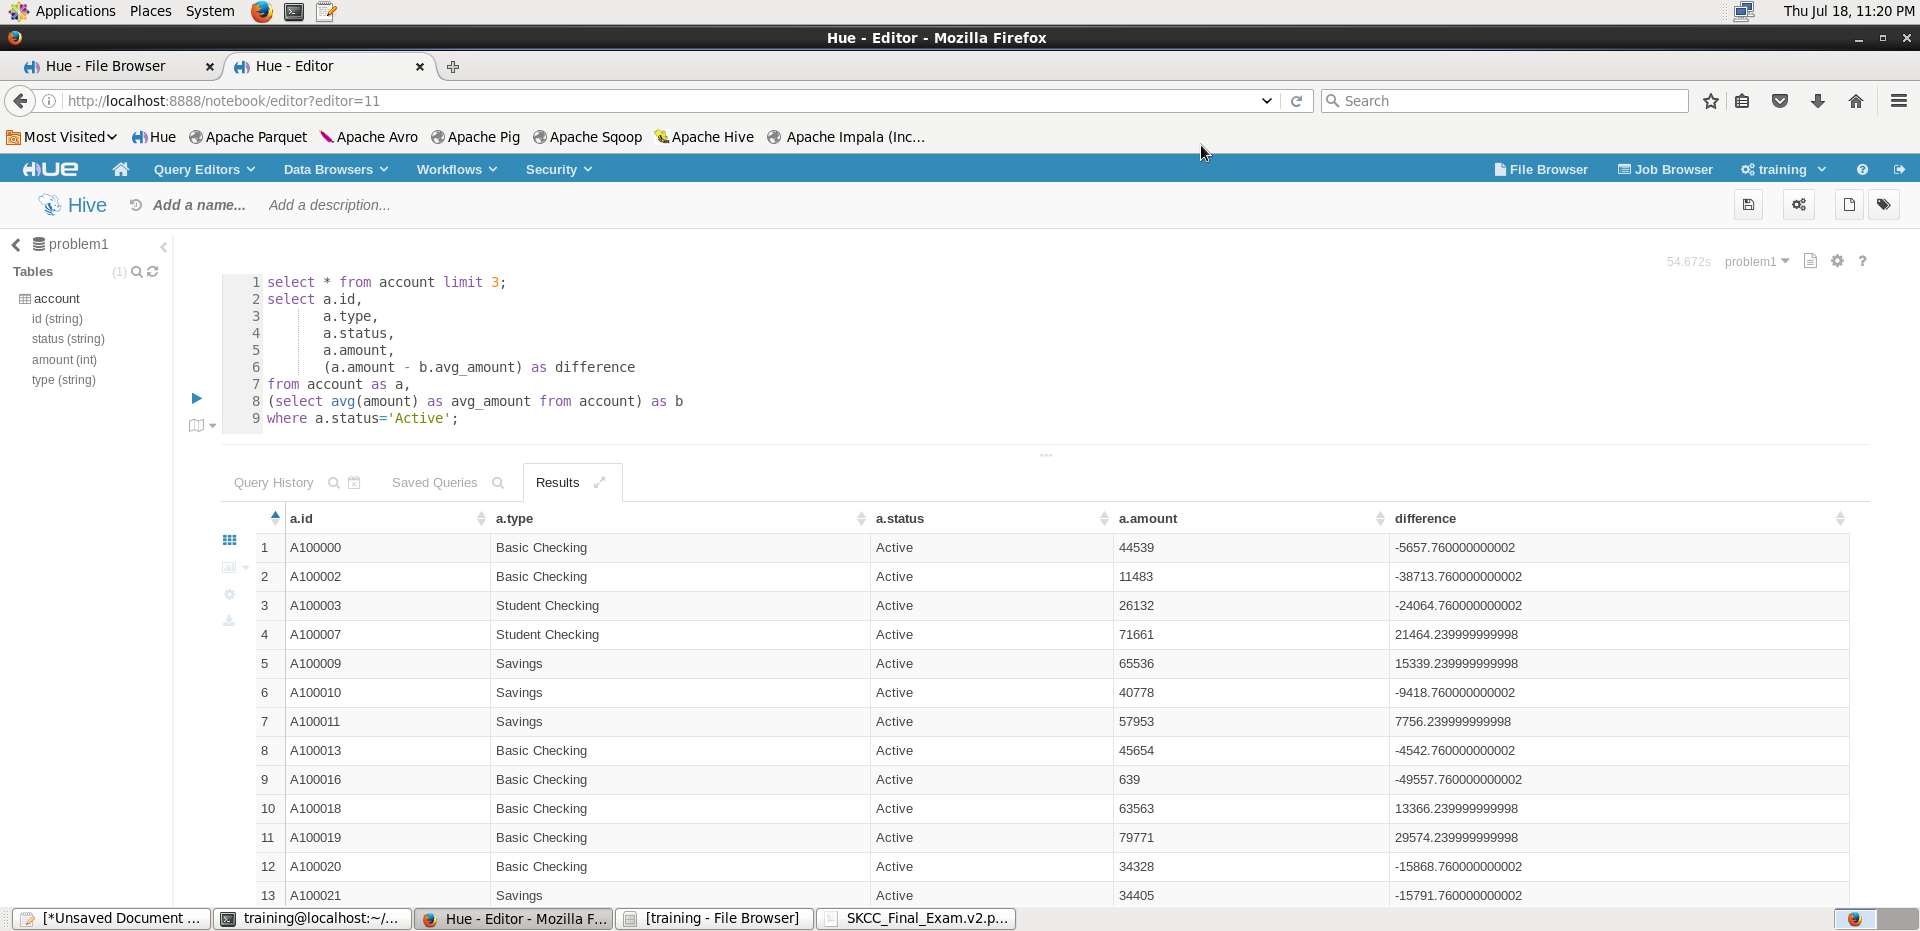 Applications Places System Thu Jul 18, 11:20 PM
Hue - Editor - Mozilla Firefox
Hue - File Browser Hue - Editor
http://localhost:8888/notebook/editor?editor=11 Search
Most Visited Hue Apache Parquet Apache Avro Apache Pig Apache Sqoop Apache Hive Apache Impala (Inc...
HUE Query Editors Data Browsers Workflows Security File Browser Job Browser training
Hive Add a name... Add a description...
problem1
Tables (1)
account
id (string)
status (string)
amount (int)
type (string)
54.672s problem1 ?
1 select * from account limit 3;
2 select a.id,
3 a.type,
4 a.status,
5 a.amount,
6 (a.amount - b.avg_amount) as difference
7 from account as a,
8 (select avg(amount) as avg_amount from account) as b
9 where a.status='Active';
Query History Saved Queries Results
a.id a.type a.status a.amount difference
1 A100000 Basic Checking Active 44539 -5657.760000000002
2 A100002 Basic Checking Active 11483 -38713.760000000002
3 A100003 Student Checking Active 26132 -24064.760000000002
4 A100007 Student Checking Active 71661 21464.239999999998
5 A100009 Savings Active 65536 15339.239999999998
6 A100010 Savings Active 40778 -9418.760000000002
7 A100011 Savings Active 57953 7756.239999999998
8 A100013 Basic Checking Active 45654 -4542.760000000002
9 A100016 Basic Checking Active 639 -49557.760000000002
10 A100018 Basic Checking Active 63563 13366.239999999998
11 A100019 Basic Checking Active 79771 29574.239999999998
12 A100020 Basic Checking Active 34328 -15868.760000000002
13 A100021 Savings Active 34405 -15791.760000000002
[*Unsaved Document ... training@localhost:~/... Hue - Editor - Mozilla F... [training - File Browser] SKCC_Final_Exam.v2.p...